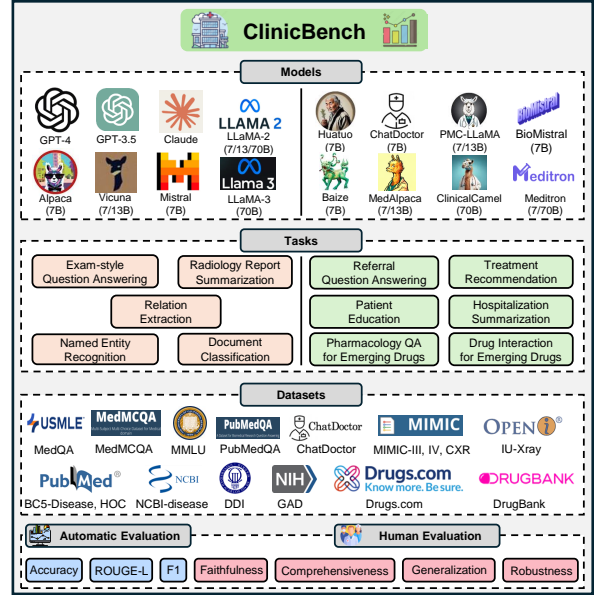 ClinicBench
Models
GPT-4
GPT-3.5
Claude
LLAMA 2
LLaMA-2
(7/13/70B)
Alpaca
(7B)
Vicuna
(7/13B)
Mistral
(7B)
Llama 3
LLaMA-3
(70B)
Huatuo
(7B)
ChatDoctor
(7B)
PMC-LLaMA
(7/13B)
BioMistral
BioMistral
(7B)
Baize
(7B)
MedAlpaca
(7/13B)
ClinicalCamel
(70B)
Meditron
Meditron
(7/70B)
Tasks
Exam-style
Question Answering
Radiology Report
Summarization
Relation
Extraction
Named Entity
Recognition
Document
Classification
Referral
Question Answering
Treatment
Recommendation
Patient
Education
Hospitalization
Summarization
Pharmacology QA
for Emerging Drugs
Drug Interaction
for Emerging Drugs
Datasets
USMLE
MedQA
MedMCQA
MedMCQA
MMLU
PubMedQA
PubMedQA
ChatDoctor
ChatDoctor
MIMIC
MIMIC-III, IV, CXR
OPEN i®
IU-Xray
PubMed®
BC5-Disease, HOC
NCBI
NCBI-disease
DDI
NIH
GAD
Drugs.com
Know more. Be sure.
Drugs.com
DRUGBANK
DrugBank
Automatic Evaluation
Human Evaluation
Accuracy
ROUGE-L
F1
Faithfulness
Comprehensiveness
Generalization
Robustness